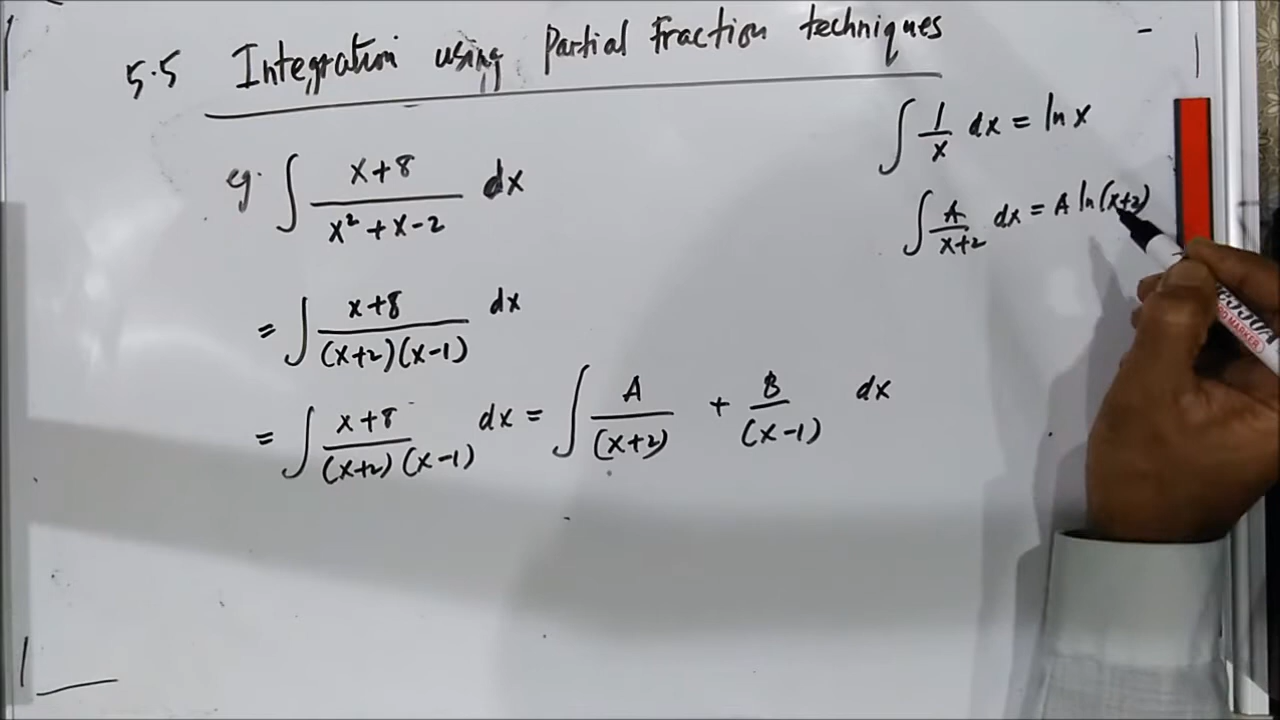 5.5 Integration using Partial Fraction techniques
∫ 1/x dx = ln x
eg. ∫ x+8 / x² + x - 2 dx
∫ A/x+2 dx = A ln(x+2)
= ∫ x+8 / (x+2)(x-1) dx
= ∫ x+8 / (x+2)(x-1) dx = ∫ A/(x+2) + B/(x-1) dx
MARKER